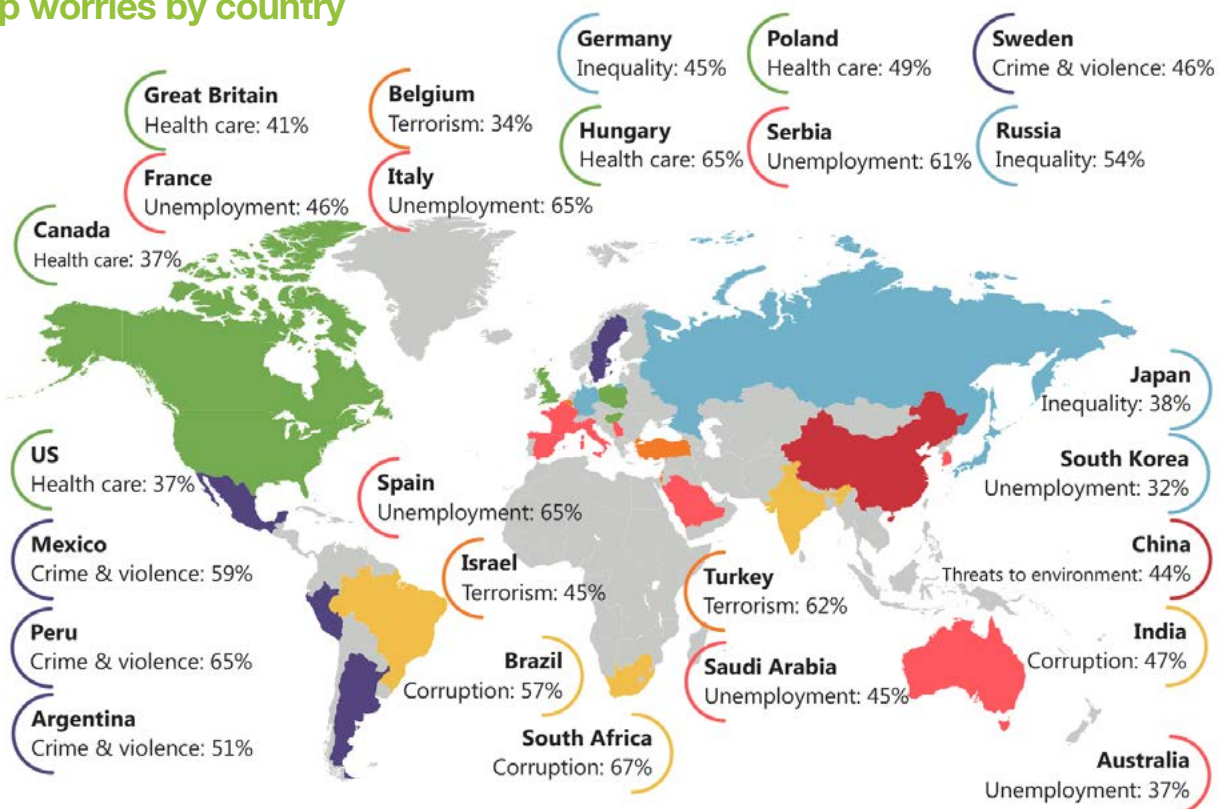 worries by country
Germany
Inequality: 45%
Poland
Health care: 49%
Sweden
Crime & violence: 46%
Great Britain
Health care: 41%
Belgium
Terrorism: 34%
Hungary
Health care: 65%
Serbia
Unemployment: 61%
Russia
Inequality: 54%
France
Unemployment: 46%
Italy
Unemployment: 65%
Canada
Health care: 37%
Japan
Inequality: 38%
US
Health care: 37%
Spain
Unemployment: 65%
South Korea
Unemployment: 32%
Mexico
Crime & violence: 59%
Israel
Terrorism: 45%
Turkey
Terrorism: 62%
China
Threats to environment: 44%
Peru
Crime & violence: 65%
Brazil
Corruption: 57%
Saudi Arabia
Unemployment: 45%
India
Corruption: 47%
Argentina
Crime & violence: 51%
South Africa
Corruption: 67%
Australia
Unemployment: 37%